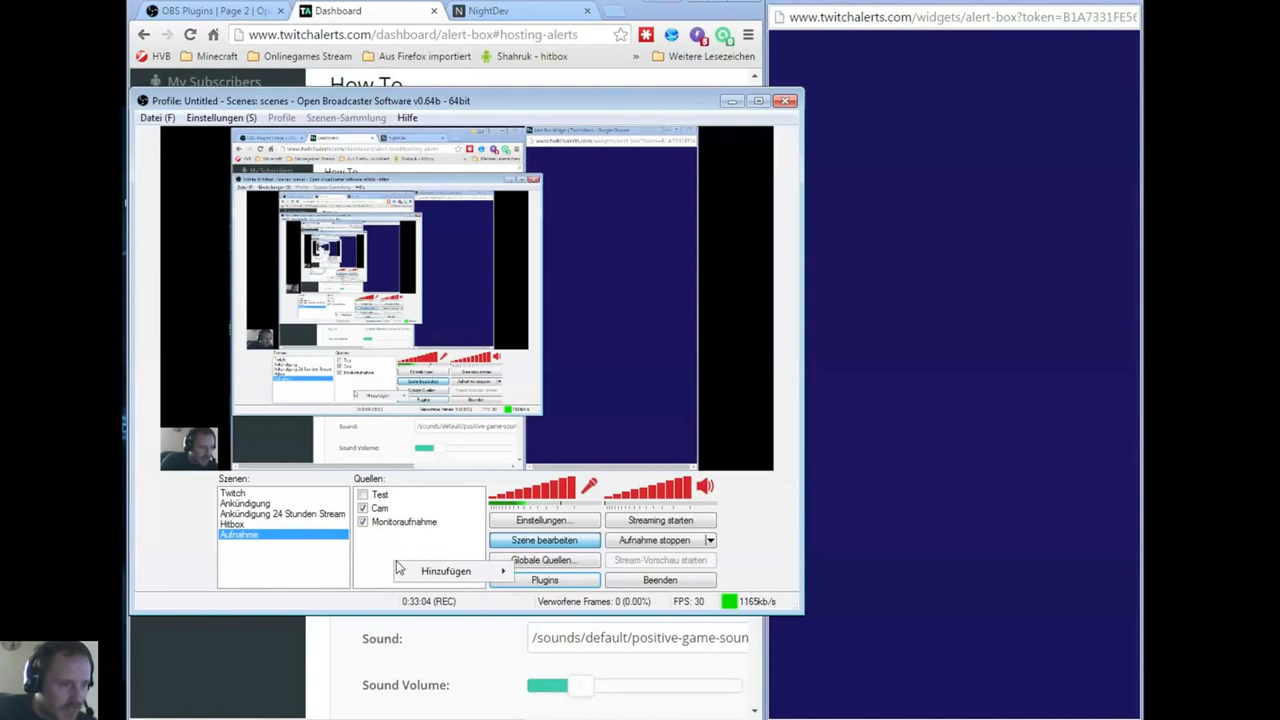 OBS Plugins | Page 2 | Op
Dashboard
NightDev
www.twitchalerts.com/dashboard/alert-box#hosting-alerts
www.twitchalerts.com/widgets/alert-box?token=B1A7331FE56
HVB
Minecraft
Onlinegames Stream
Aus Firefox importiert
Shahruk - hitbox
»
Weitere Lesezeichen
My Subscribers
How To
Profile: Untitled - Scenes: scenes - Open Broadcaster Software v0.64b - 64bit
Datei (F)
Einstellungen (S)
Profile
Szenen-Sammlung
Hilfe
Sound:
/sounds/default/positive-game-soun
Sound Volume:
Szenen:
Quellen:
Twitch
Ankündigung
Ankündigung 24 Stunden Stream
Hitbox
Aufnahme
Test
Cam
Monitoraufnahme
Hinzufügen
Einstellungen...
Streaming starten
Szene bearbeiten
Aufnahme stoppen
Globale Quellen...
Stream-Vorschau starten
Plugins
Beenden
0:33:04 (REC)
Verworfene Frames: 0 (0.00%)
FPS: 30
1165kb/s
Sound:
/sounds/default/positive-game-soun
Sound Volume: